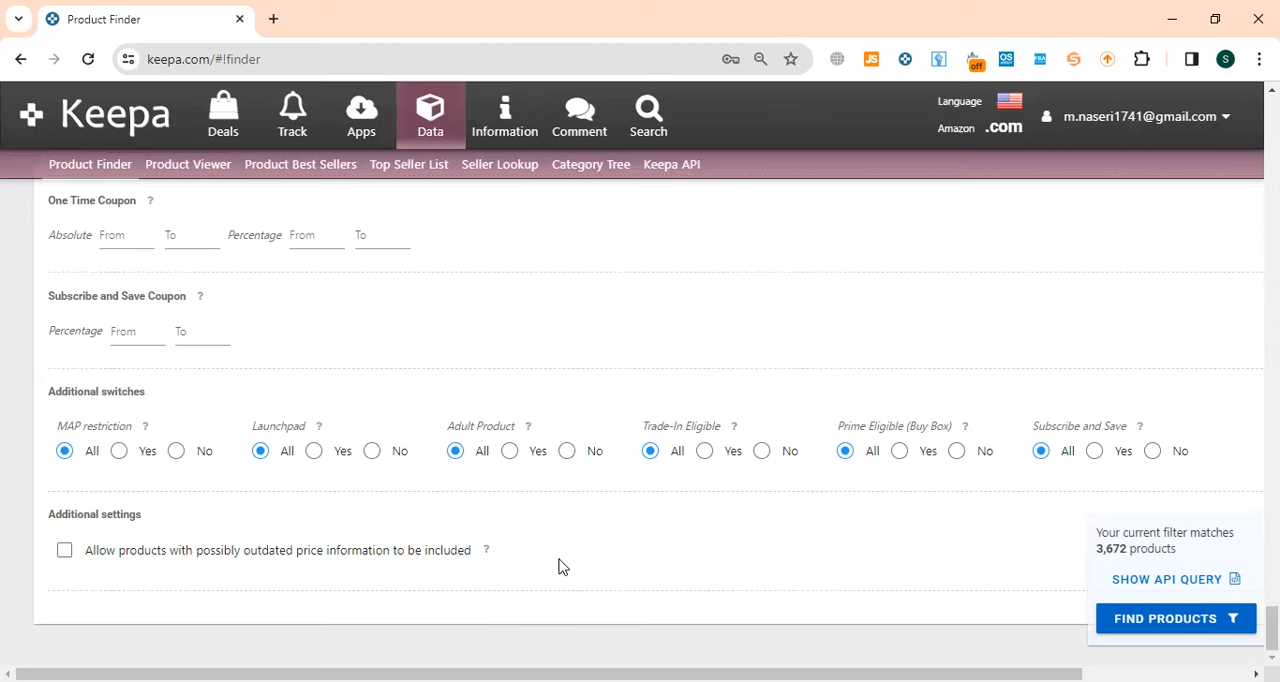 Product Finder
keepa.com/#!finder
JS
off
OS
FBA
S
Keepa
Deals
Track
Apps
Data
Information
Comment
Search
Language
Amazon .com
m.naseri1741@gmail.com
Product Finder Product Viewer Product Best Sellers Top Seller List Seller Lookup Category Tree Keepa API
One Time Coupon ?
Absolute From To Percentage From To
Subscribe and Save Coupon ?
Percentage From To
Additional switches
MAP restriction ? Launchpad ? Adult Product ? Trade-In Eligible ? Prime Eligible (Buy Box) ? Subscribe and Save ?
All Yes No All Yes No All Yes No All Yes No All Yes No All Yes No
Additional settings
Allow products with possibly outdated price information to be included ?
Your current filter matches
3,672 products
SHOW API QUERY
FIND PRODUCTS